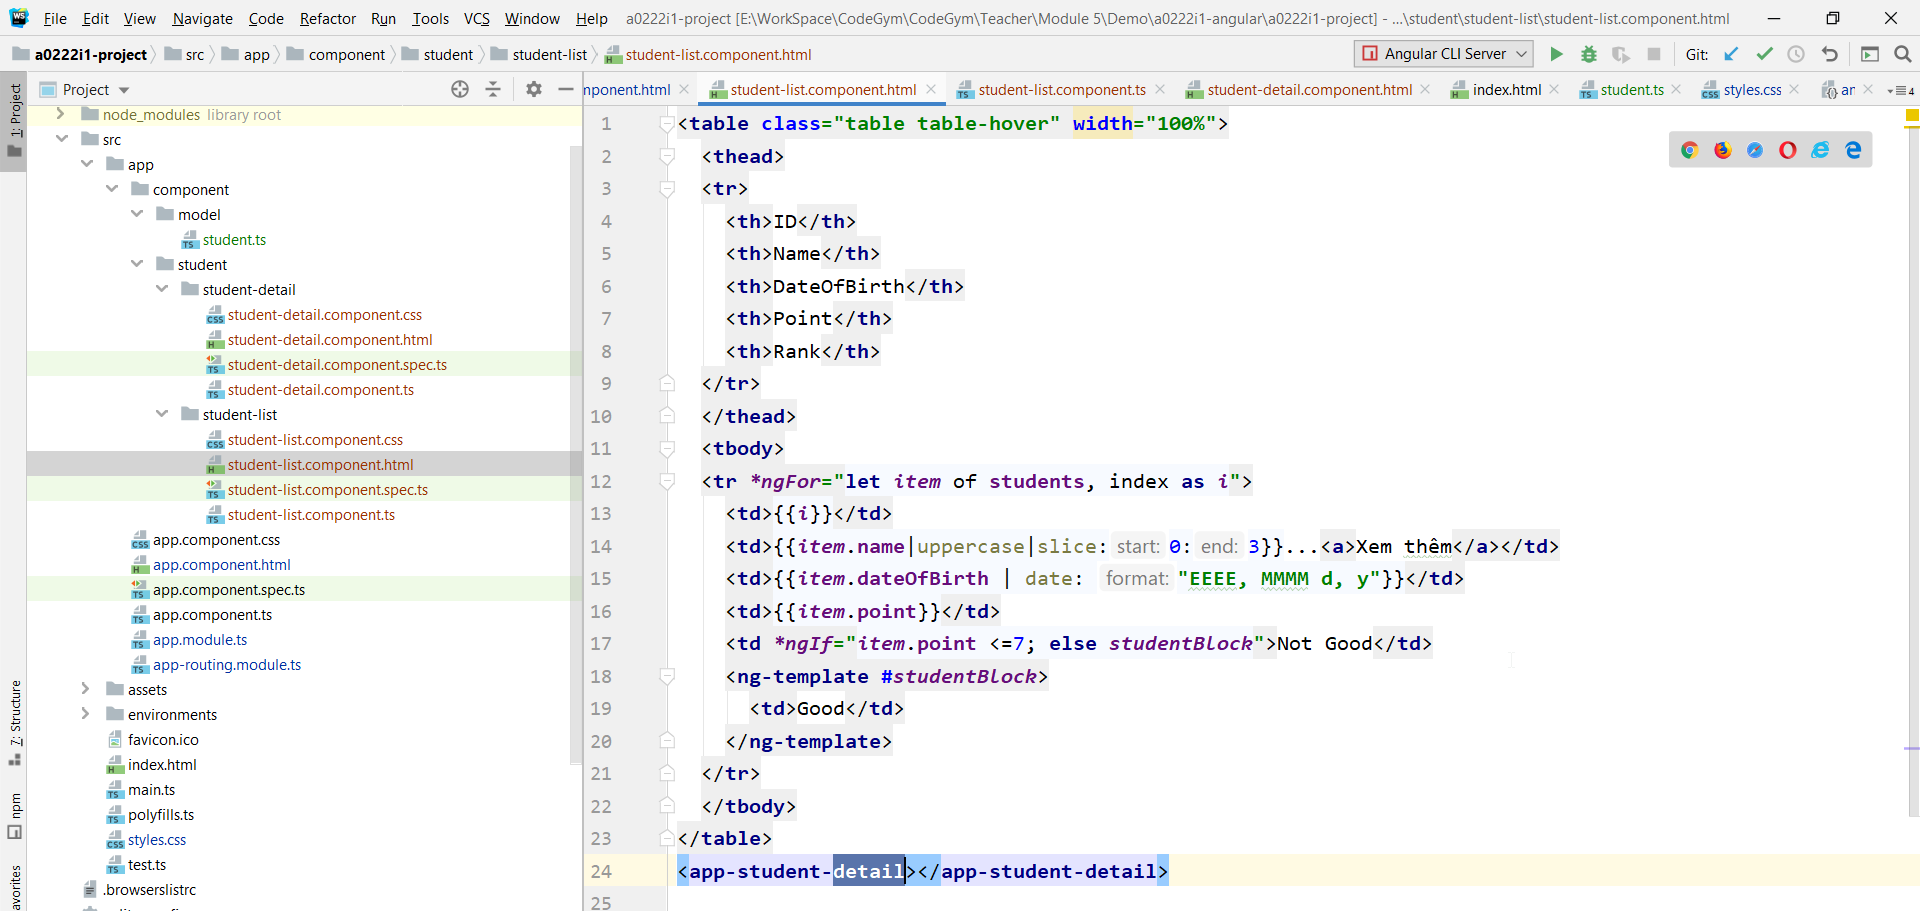 File Edit View Navigate Code Refactor Run Tools VCS Window Help a0222i1-project [E:\WorkSpace\CodeGym\CodeGym\Teacher\Module 5\Demo\a0222i1-angular\a0222i1-project] - ...\student\student-list\student-list.component.html
a0222i1-project src app component student student-list student-list.component.html Angular CLI Server Git:
Project mponent.html student-list.component.html student-list.component.ts student-detail.component.html index.html student.ts styles.css an 4
1: Project
7: Structure
npm
node_modules library root
src
app
component
model
student.ts
student
student-detail
student-detail.component.css
student-detail.component.html
student-detail.component.spec.ts
student-detail.component.ts
student-list
student-list.component.css
student-list.component.html
student-list.component.spec.ts
student-list.component.ts
app.component.css
app.component.html
app.component.spec.ts
app.component.ts
app.module.ts
app-routing.module.ts
assets
environments
favicon.ico
index.html
main.ts
polyfills.ts
styles.css
test.ts
.browserslistrc
1 <table class="table table-hover" width="100%">
2 <thead>
3 <tr>
4 <th>ID</th>
5 <th>Name</th>
6 <th>DateOfBirth</th>
7 <th>Point</th>
8 <th>Rank</th>
9 </tr>
10 </thead>
11 <tbody>
12 <tr *ngFor="let item of students, index as i">
13 <td>{{i}}</td>
14 <td>{{item.name|uppercase|slice: start: 0: end: 3}}...<a>Xem thêm</a></td>
15 <td>{{item.dateOfBirth | date: format: "EEEE, MMMM d, y"}}</td>
16 <td>{{item.point}}</td>
17 <td *ngIf="item.point <=7; else studentBlock">Not Good</td>
18 <ng-template #studentBlock>
19 <td>Good</td>
20 </ng-template>
21 </tr>
22 </tbody>
23 </table>
24 <app-student-detail></app-student-detail>
25